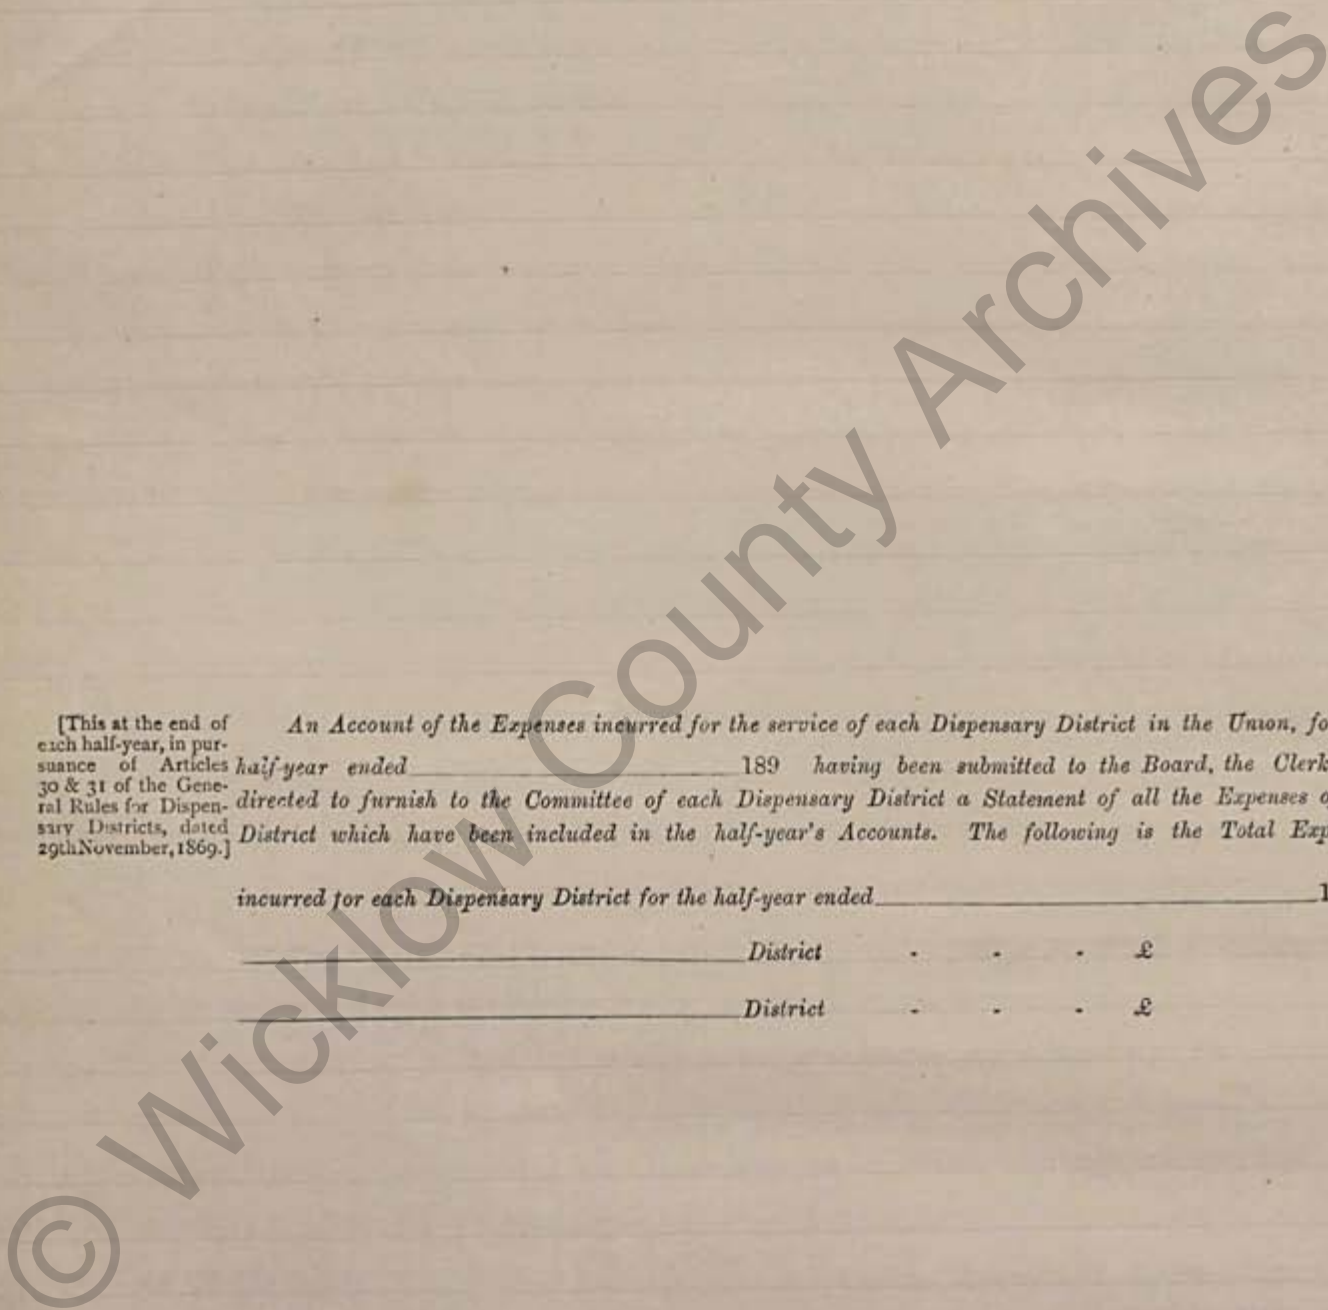 [This at the end of
each half-year, in pur-
suance of Articles
30 & 31 of the Gene-
ral Rules for Dispen-
sary Districts, dated
29th November, 1869.]
An Account of the Expenses incurred for the service of each Dispensary District in the Union, fo
half-year ended 189 having been submitted to the Board, the Clerk
directed to furnish to the Committee of each Dispensary District a Statement of all the Expenses o
District which have been included in the half-year's Accounts. The following is the Total Exp
incurred for each Dispensary District for the half-year ended 1
District - - - £
District - - - £
© Wicklow County Archives